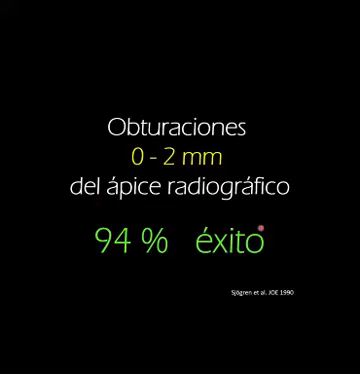 Obturaciones
0 - 2 mm
del ápice radiográfico
94 % éxito
Sjögren et al. JOE 1990